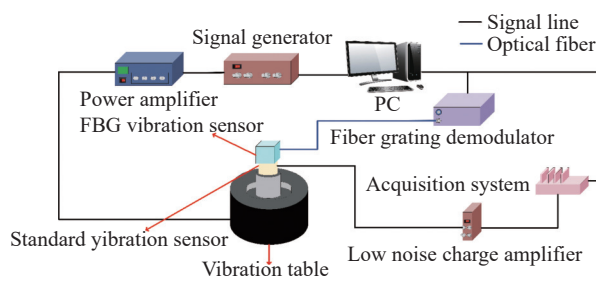 Signal line
Optical fiber
Signal generator
Power amplifier
PC
FBG vibration sensor
Fiber grating demodulator
Acquisition system
Standard yibration sensor
Low noise charge amplifier
Vibration table